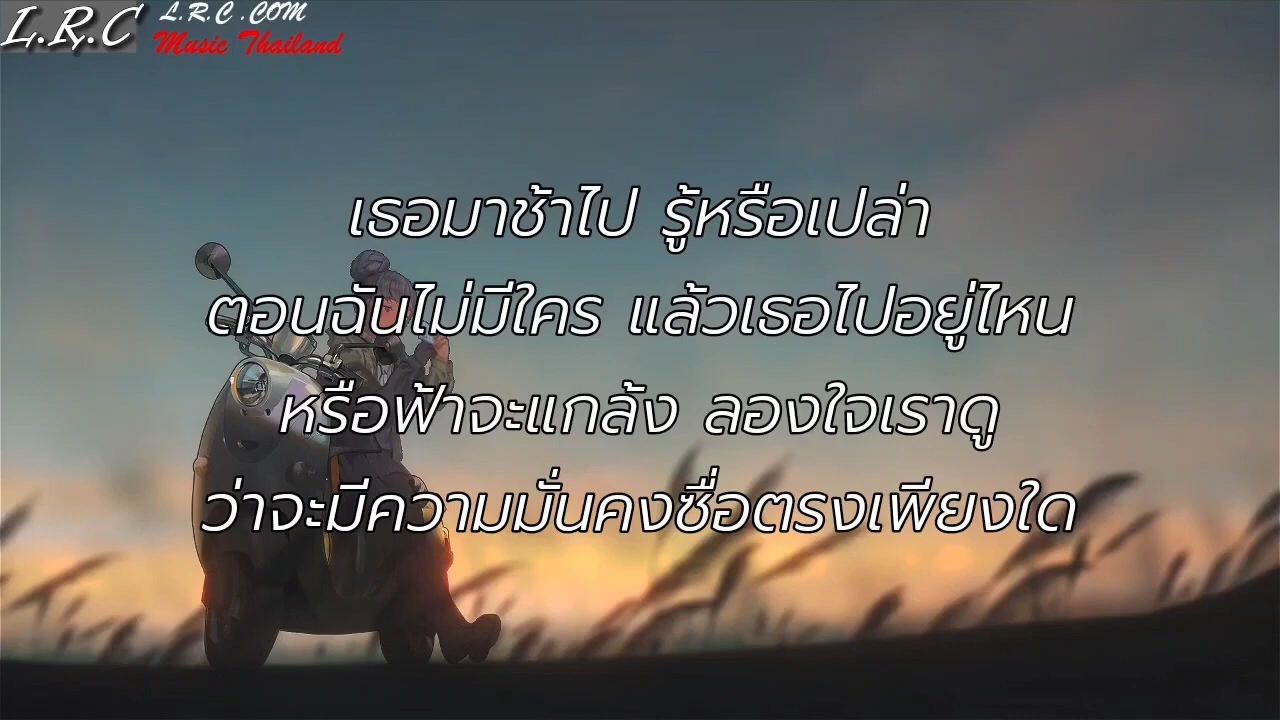 L.R.C
L.R.C .COM
Music Thailand
เธอมาช้าไป รู้หรือเปล่า
ตอนฉันไม่มีใคร แล้วเธอไปอยู่ไหน
หรือฟ้าจะแกล้ง ลองใจเราดู
ว่าจะมีความมั่นคงซื่อตรงเพียงใด